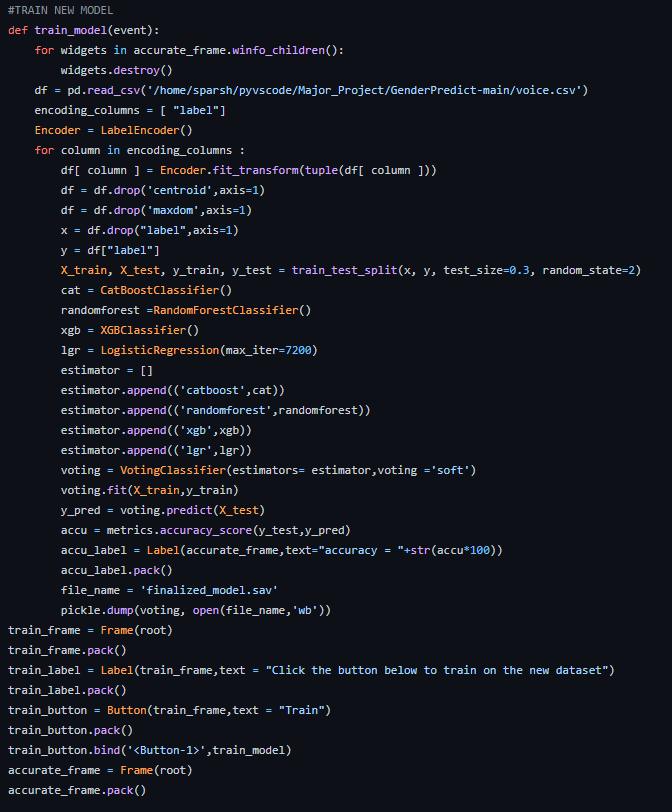 #TRAIN NEW MODEL
def train_model(event):
    for widgets in accurate_frame.winfo_children():
        widgets.destroy()
    df = pd.read_csv('/home/sparsh/pyvscode/Major_Project/GenderPredict-main/voice.csv')
    encoding_columns = [ "label"]
    Encoder = LabelEncoder()
    for column in encoding_columns :
        df[ column ] = Encoder.fit_transform(tuple(df[ column ]))
        df = df.drop('centroid',axis=1)
        df = df.drop('maxdom',axis=1)
        x = df.drop("label",axis=1)
        y = df["label"]
        X_train, X_test, y_train, y_test = train_test_split(x, y, test_size=0.3, random_state=2)
        cat = CatBoostClassifier()
        randomforest =RandomForestClassifier()
        xgb = XGBClassifier()
        lgr = LogisticRegression(max_iter=7200)
        estimator = []
        estimator.append(('catboost',cat))
        estimator.append(('randomforest',randomforest))
        estimator.append(('xgb',xgb))
        estimator.append(('lgr',lgr))
        voting = VotingClassifier(estimators= estimator,voting ='soft')
        voting.fit(X_train,y_train)
        y_pred = voting.predict(X_test)
        accu = metrics.accuracy_score(y_test,y_pred)
        accu_label = Label(accurate_frame,text="accuracy = "+str(accu*100))
        accu_label.pack()
        file_name = 'finalized_model.sav'
        pickle.dump(voting, open(file_name,'wb'))
train_frame = Frame(root)
train_frame.pack()
train_label = Label(train_frame,text = "Click the button below to train on the new dataset")
train_label.pack()
train_button = Button(train_frame,text = "Train")
train_button.pack()
train_button.bind('<Button-1>',train_model)
accurate_frame = Frame(root)
accurate_frame.pack()